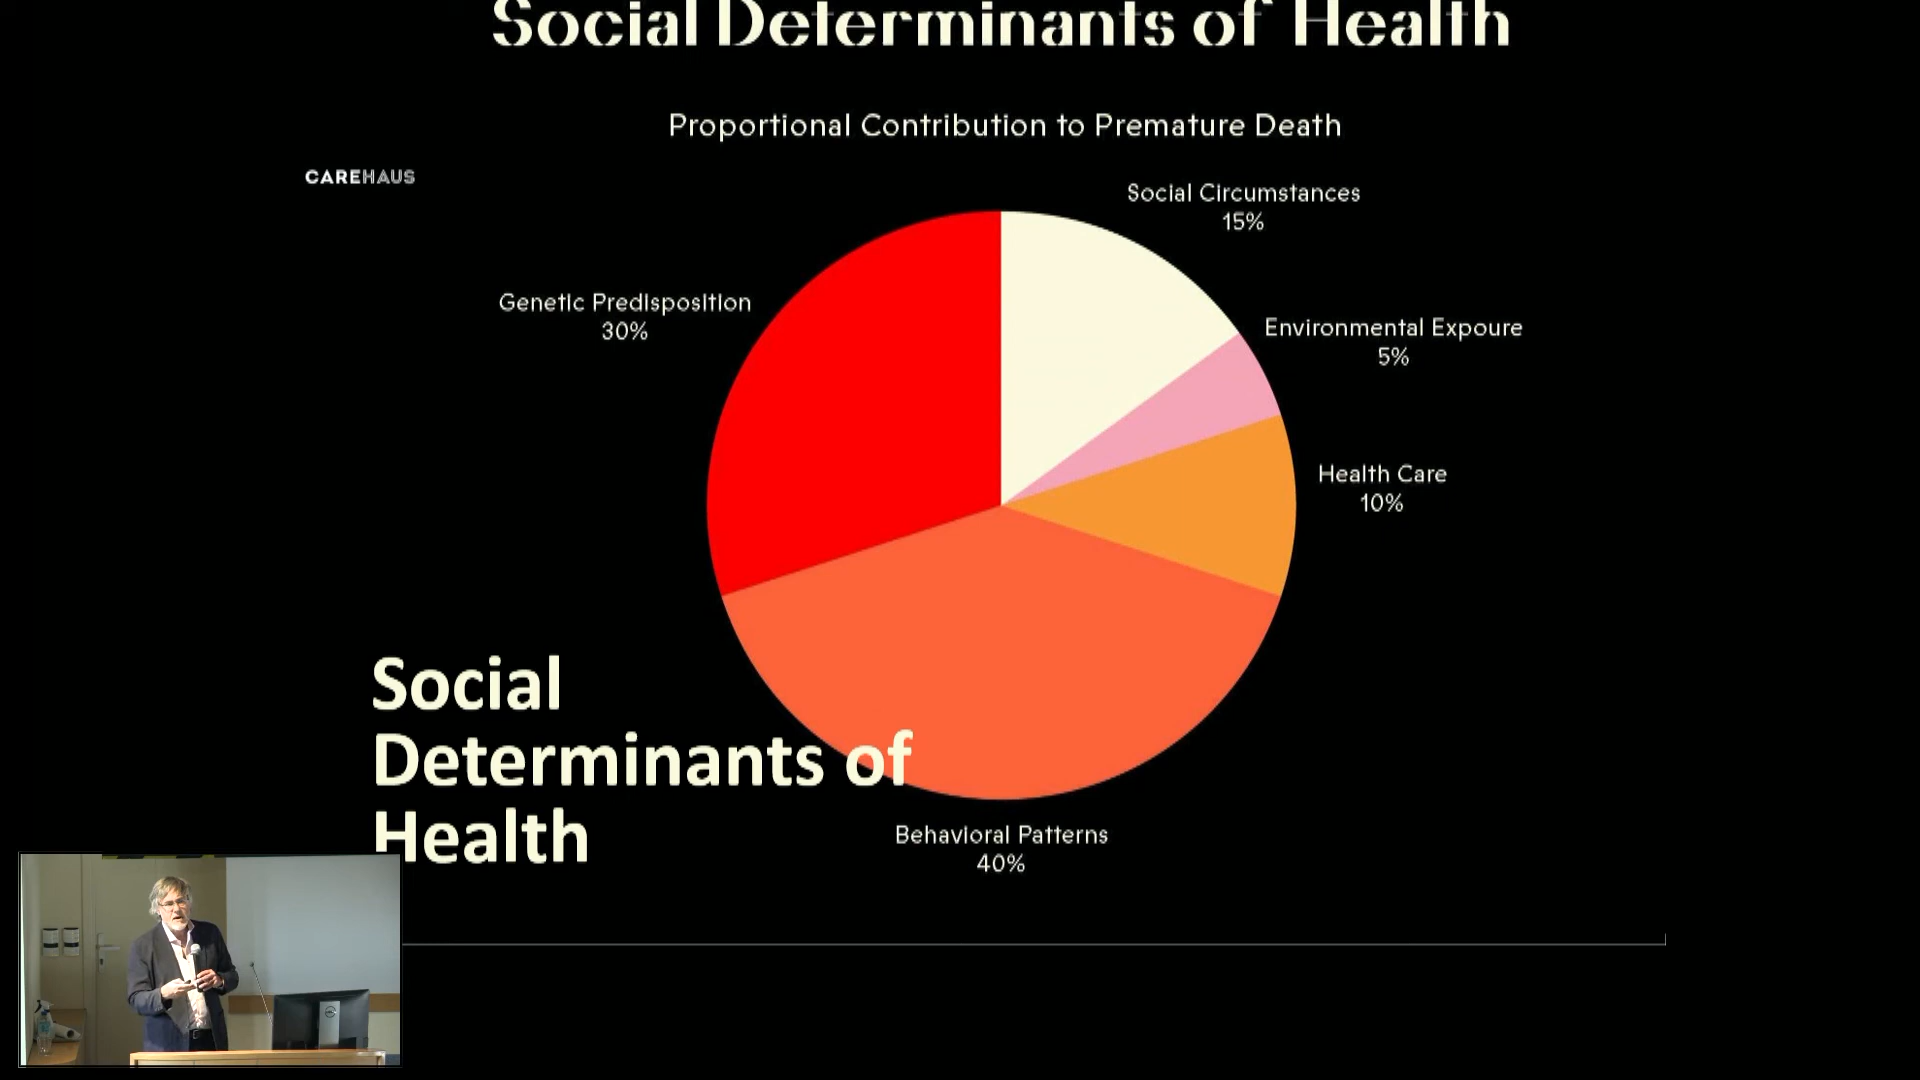 Social Determinants of Health
Proportional Contribution to Premature Death
CAREHAUS
Social Circumstances
15%
Genetic Predisposition
30%
Environmental Expoure
5%
Health Care
10%
Social
Determinants of
Health
Behavioral Patterns
40%